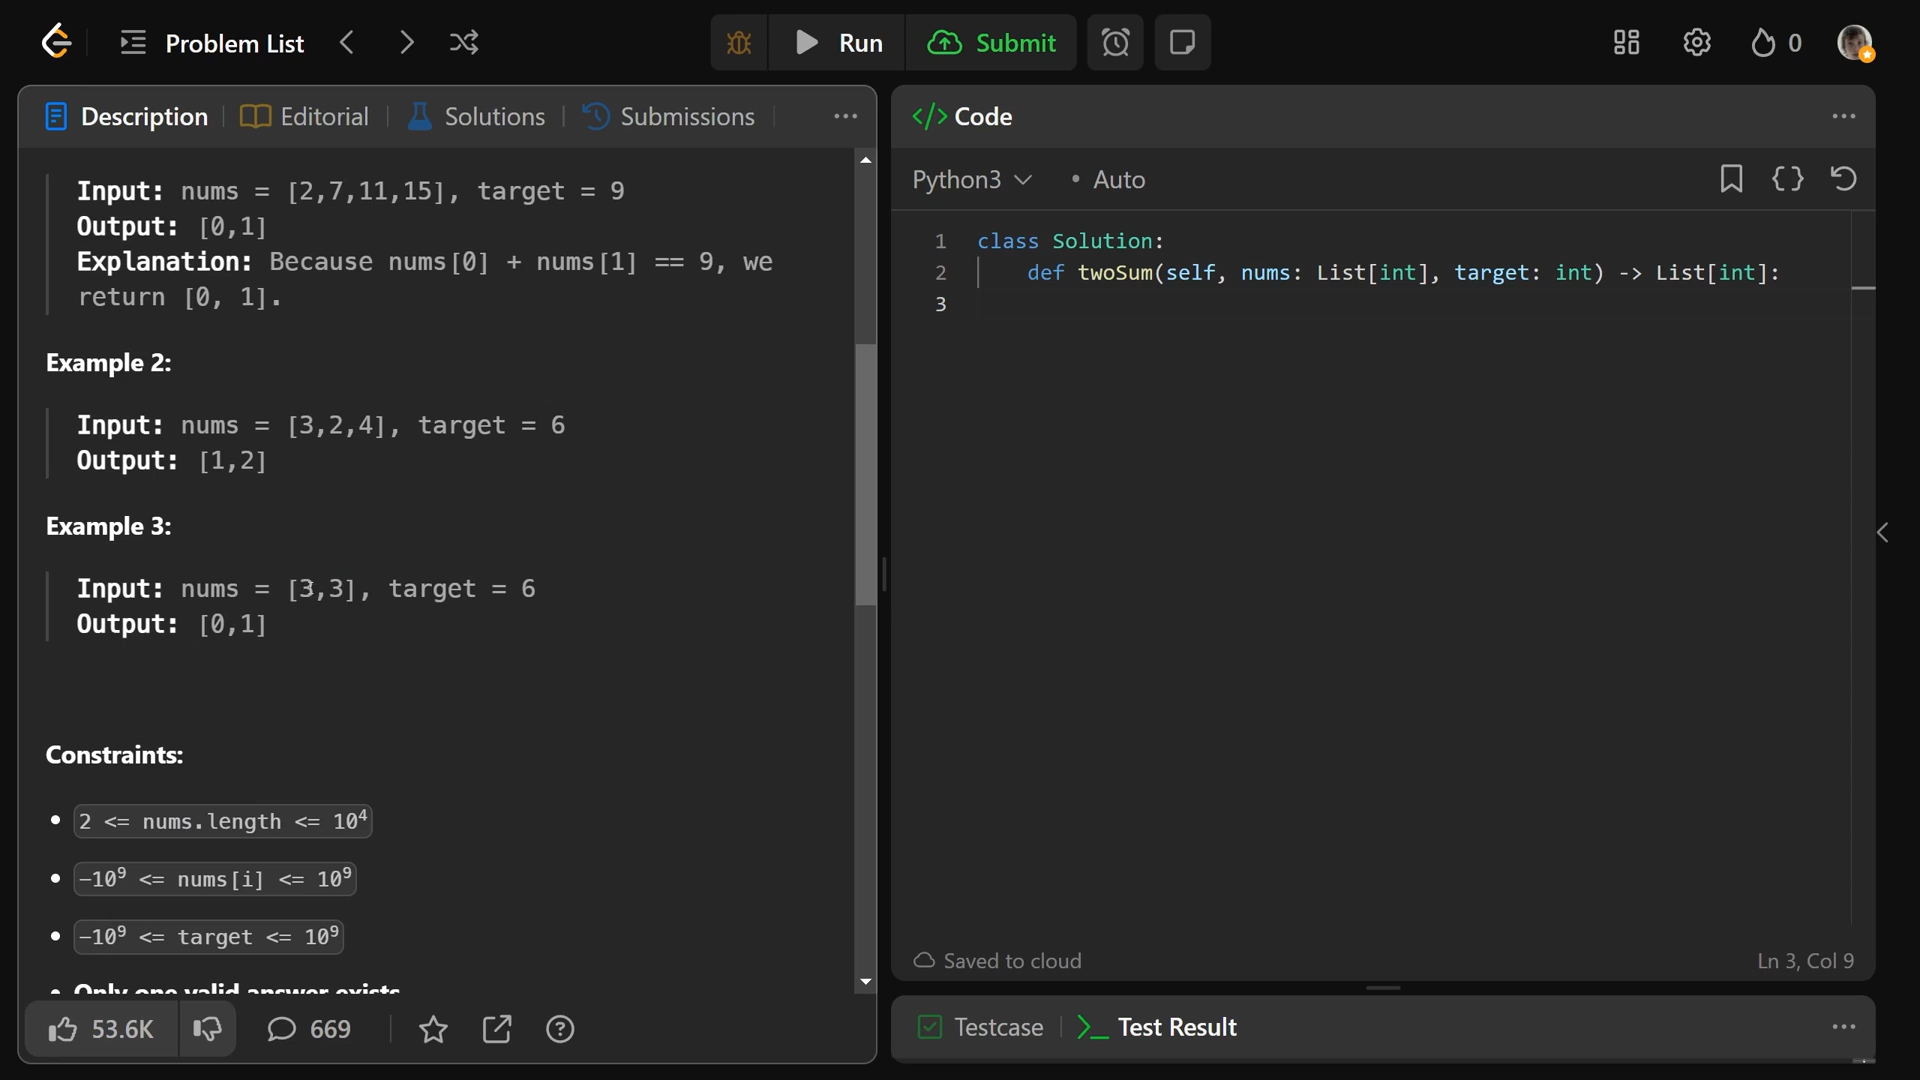 Problem List
Run
Submit
0
Description
Editorial
Solutions
Submissions
Input: nums = [2,7,11,15], target = 9
Output: [0,1]
Explanation: Because nums[0] + nums[1] == 9, we
return [0, 1].
Example 2:
Input: nums = [3,2,4], target = 6
Output: [1,2]
Example 3:
Input: nums = [3,3], target = 6
Output: [0,1]
Constraints:
• 2 <= nums.length <= 10⁴
• -10⁹ <= nums[i] <= 10⁹
• -10⁹ <= target <= 10⁹
• Only one valid answer exists
53.6K
669
</> Code
Python3
• Auto
1 class Solution:
2 def twoSum(self, nums: List[int], target: int) -> List[int]:
3
Saved to cloud
Ln 3, Col 9
Testcase
>_ Test Result